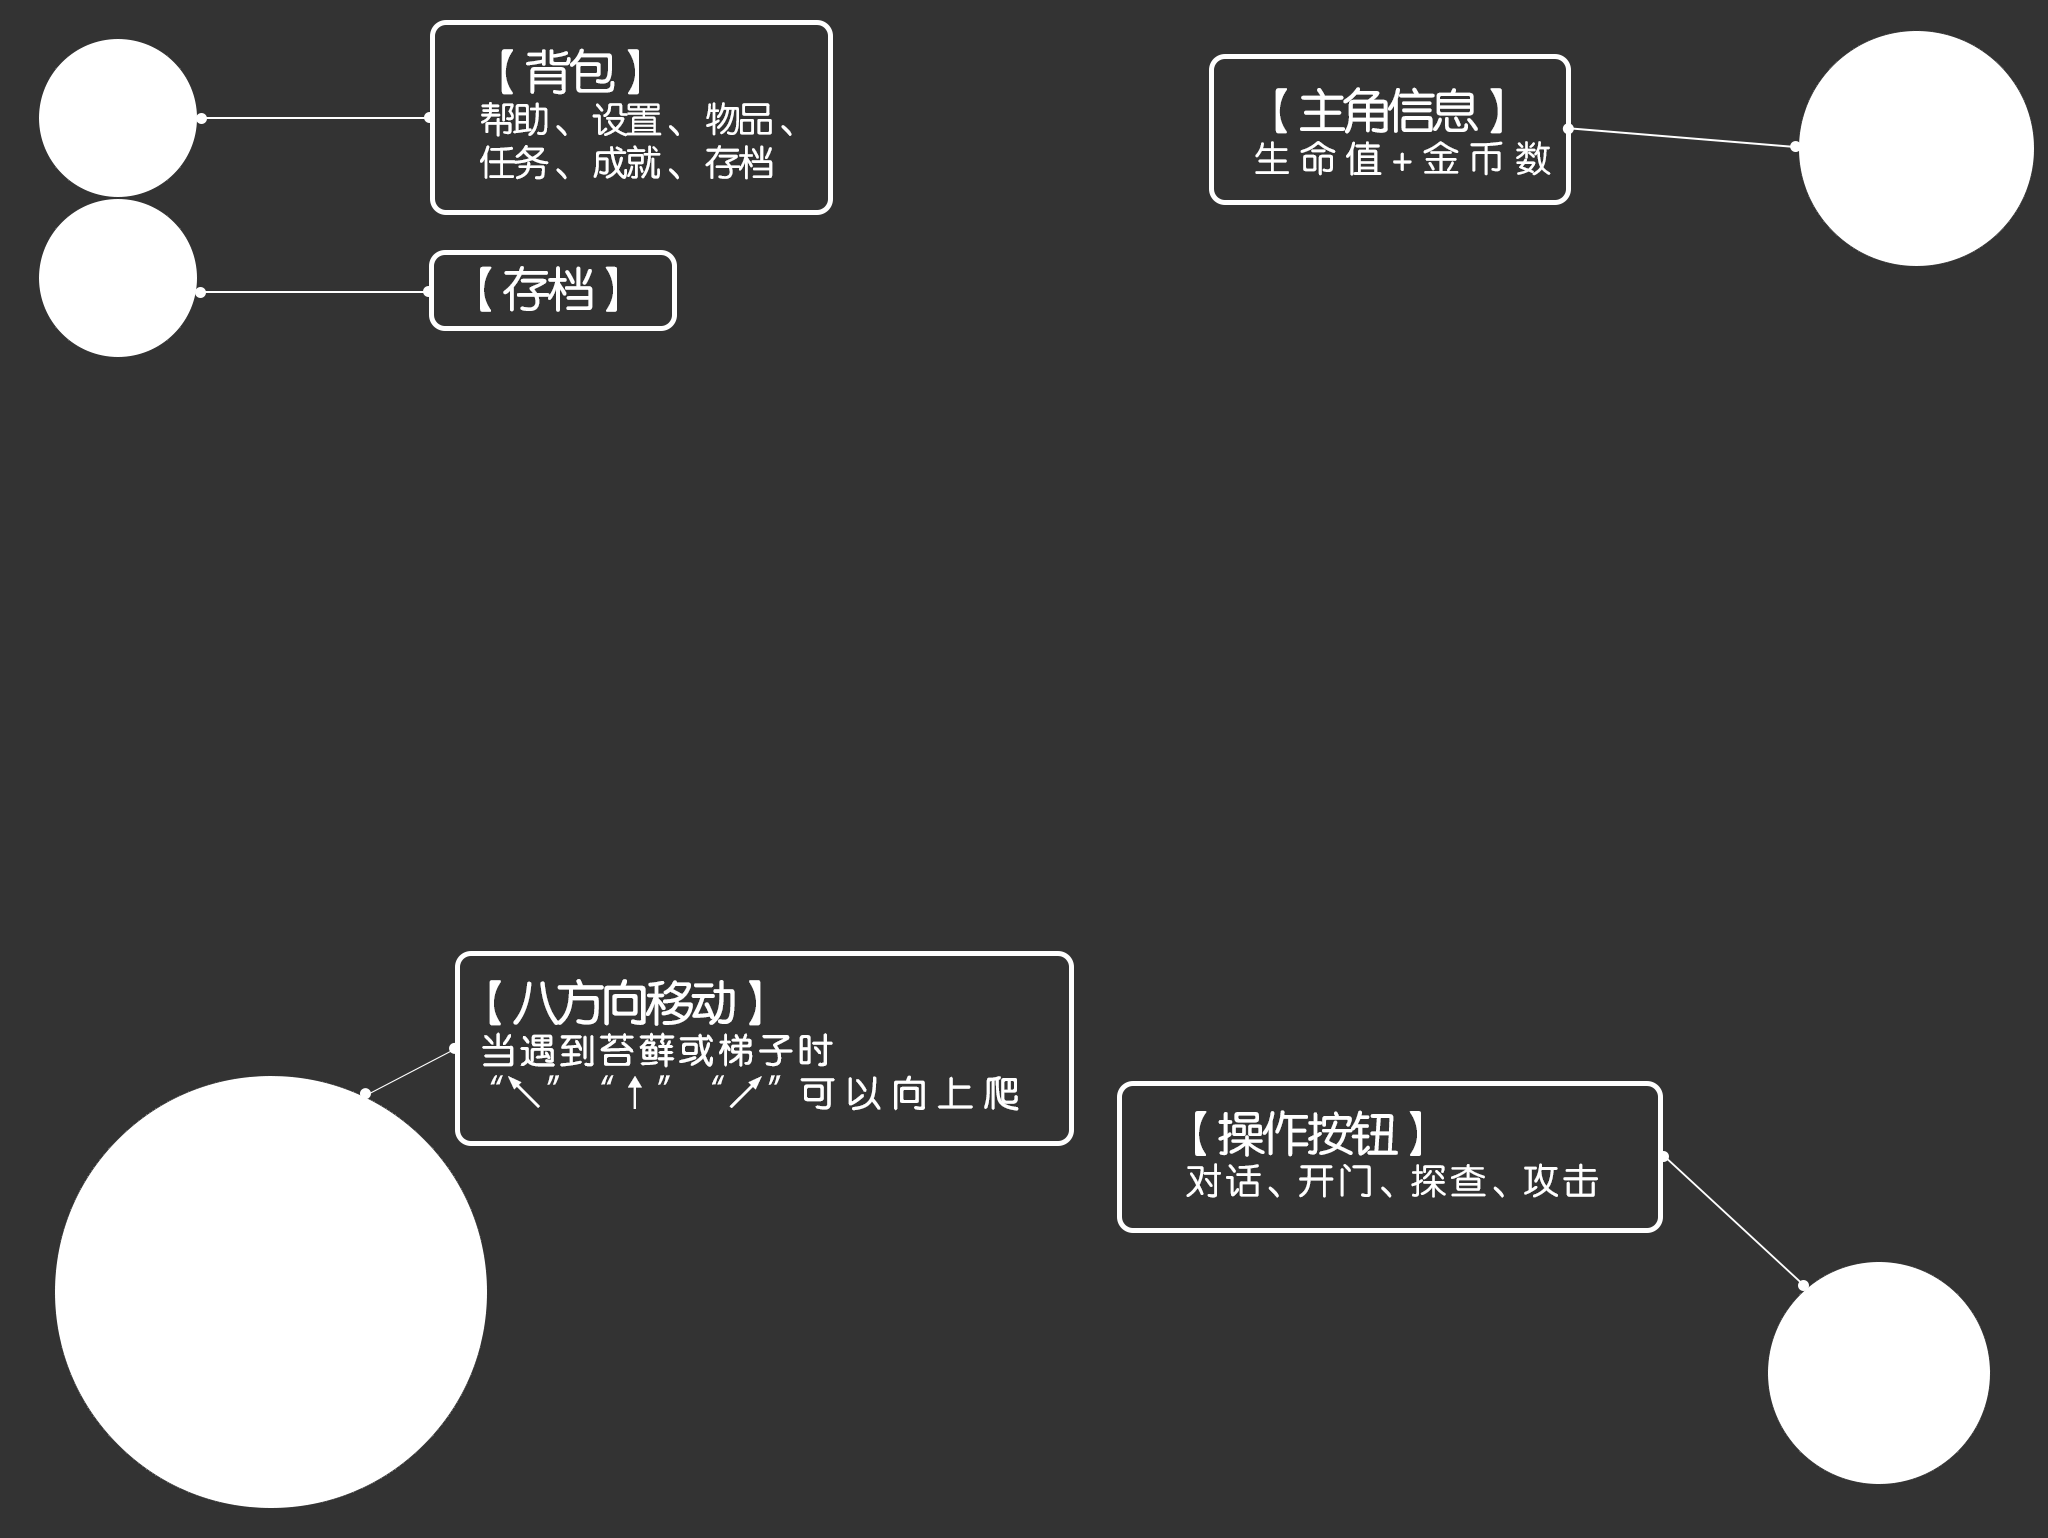 【背包】
帮助、设置、物品、
任务、成就、存档
【主角信息】
生命值+金币数
【存档】
【八方向移动】
当遇到苔藓或梯子时
“↖” “↑” “↗”可以向上爬
【操作按钮】
对话、开门、探查、攻击